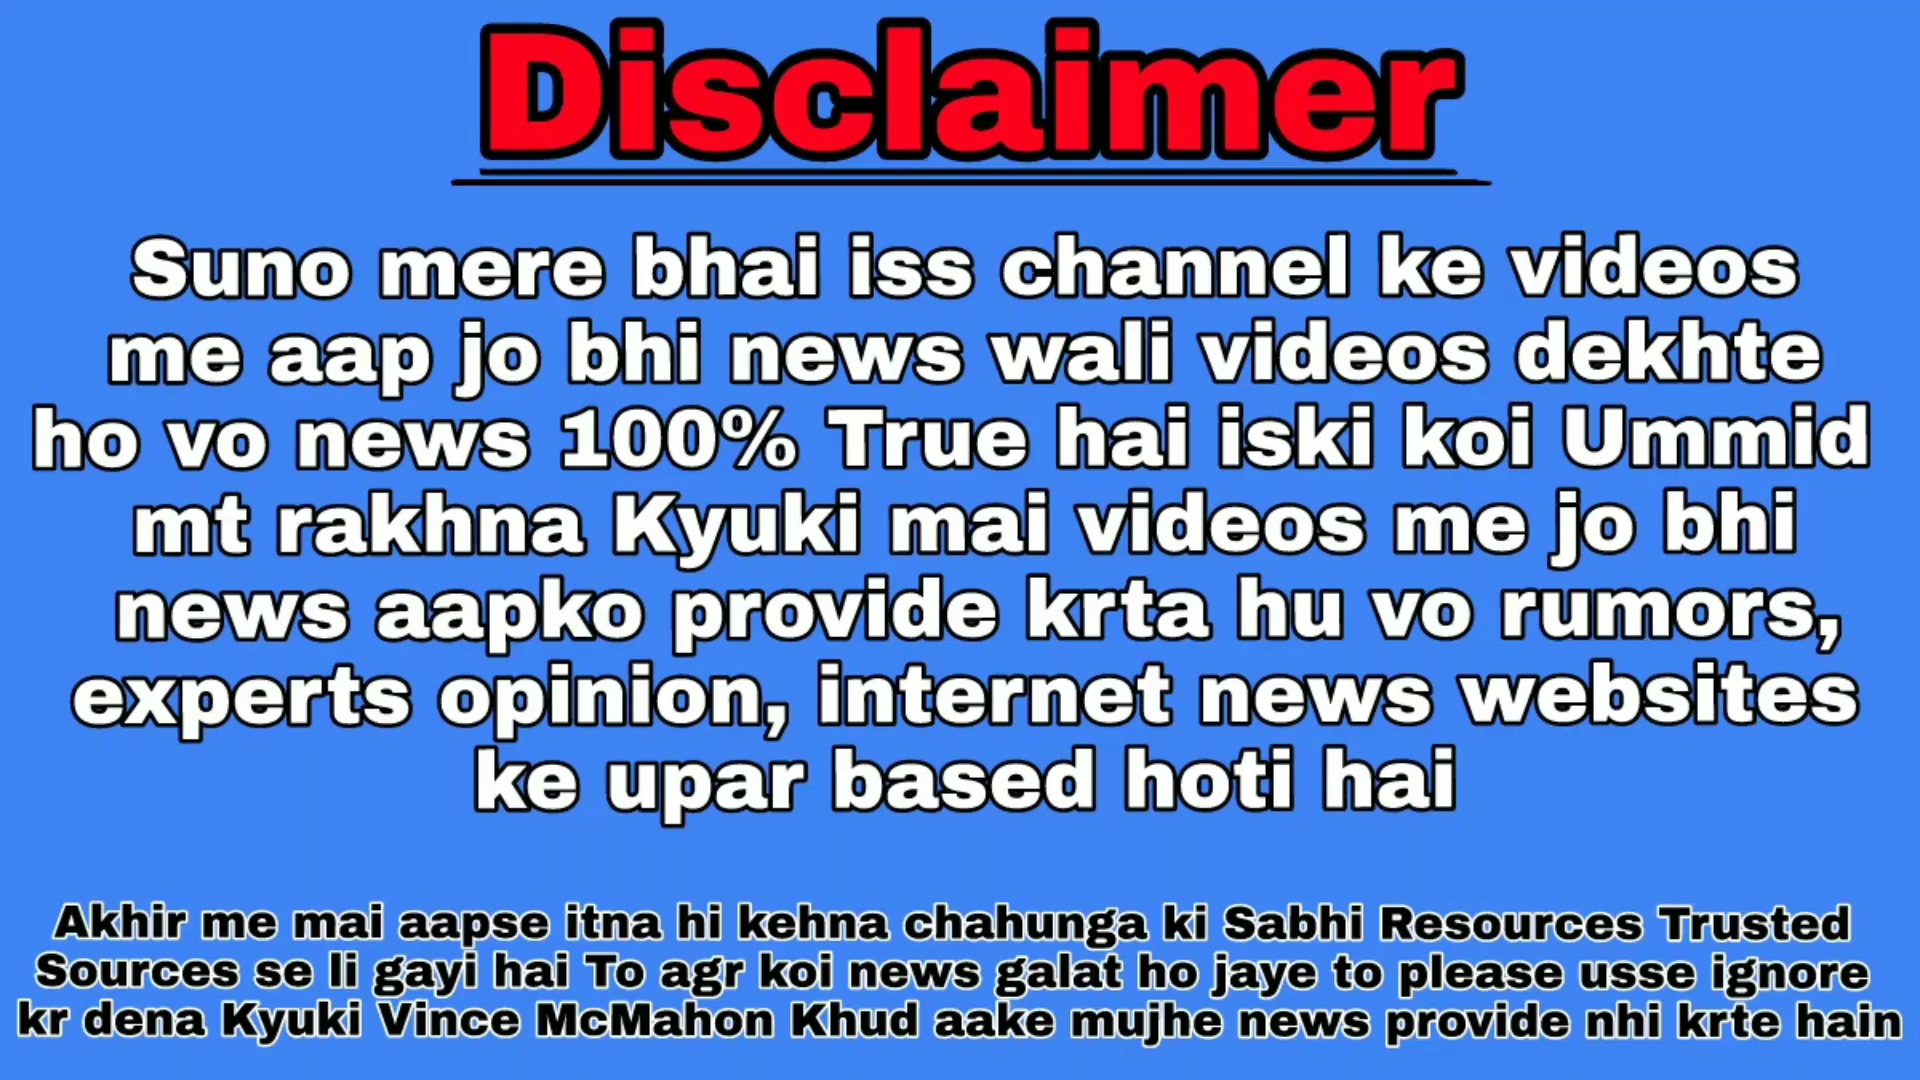 Disclaimer
Suno mere bhai iss channel ke videos
me aap jo bhi news wali videos dekhte
ho vo news 100% True hai iski koi Ummid
mt rakhna Kyuki mai videos me jo bhi
news aapko provide krta hu vo rumors,
experts opinion, internet news websites
ke upar based hoti hai
Akhir me mai aapse itna hi kehna chahunga ki Sabhi Resources Trusted
Sources se li gayi hai To agr koi news galat ho jaye to please usse ignore
kr dena Kyuki Vince McMahon Khud aake mujhe news provide nhi krte hain